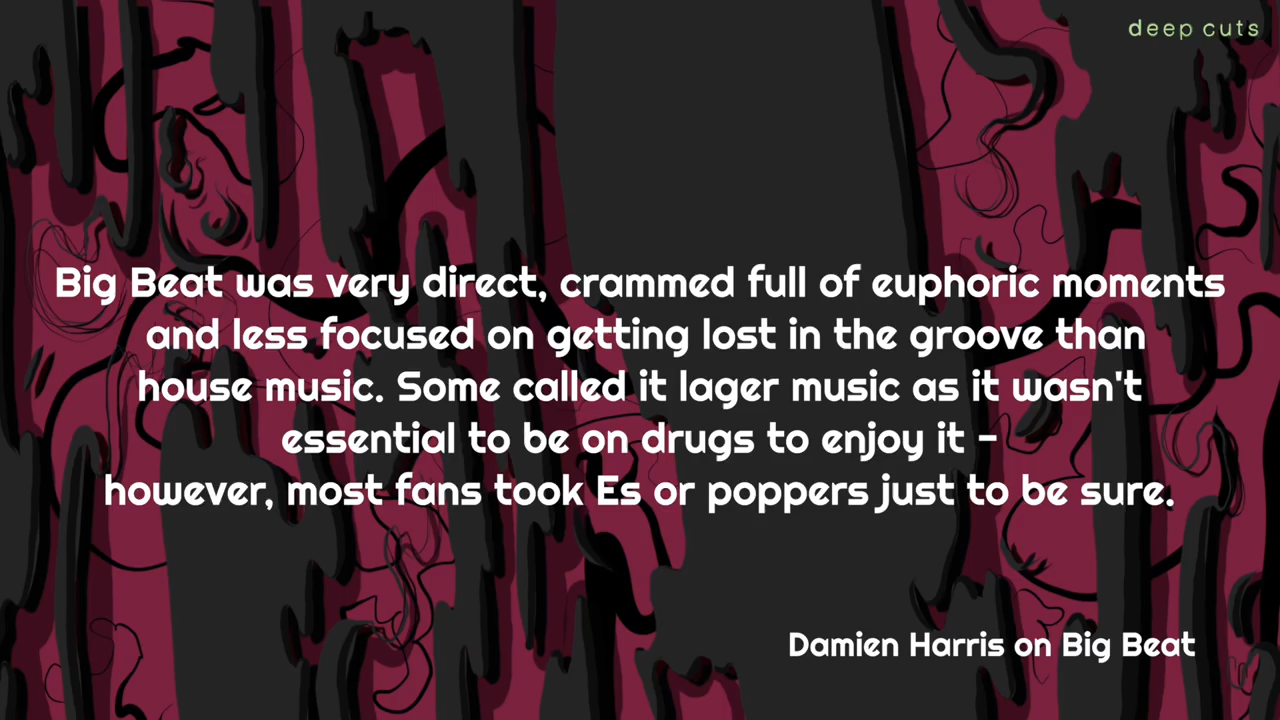 deep cuts
Big Beat was very direct, crammed full of euphoric moments
and less focused on getting lost in the groove than
house music. Some called it lager music as it wasn't
essential to be on drugs to enjoy it -
however, most fans took Es or poppers just to be sure.
Damien Harris on Big Beat